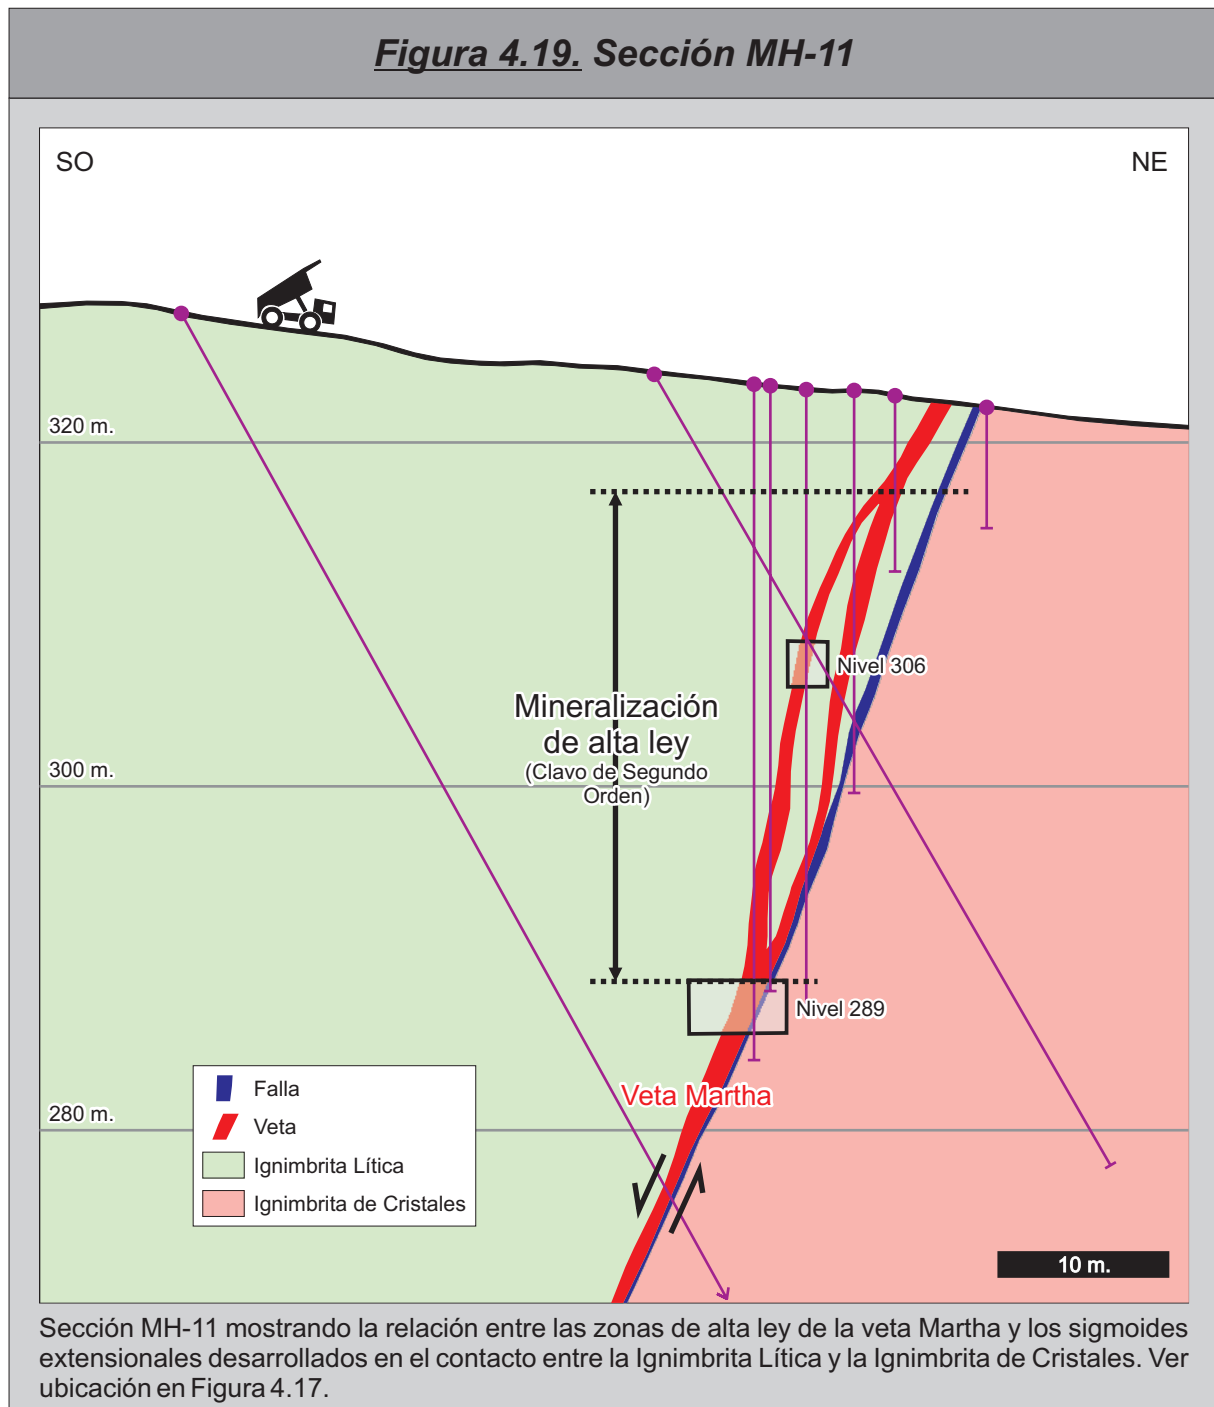 Figura 4.19. Sección MH-11
SO
NE
320 m.
Nivel 306
Mineralización
de alta ley
(Clavo de Segundo
Orden)
300 m.
Nivel 289
Veta Martha
280 m.
Falla
Veta
Ignimbrita Lítica
Ignimbrita de Cristales
10 m.
Sección MH-11 mostrando la relación entre las zonas de alta ley de la veta Martha y los sigmoides
extensionales desarrollados en el contacto entre la Ignimbrita Lítica y la Ignimbrita de Cristales. Ver
ubicación en Figura 4.17.